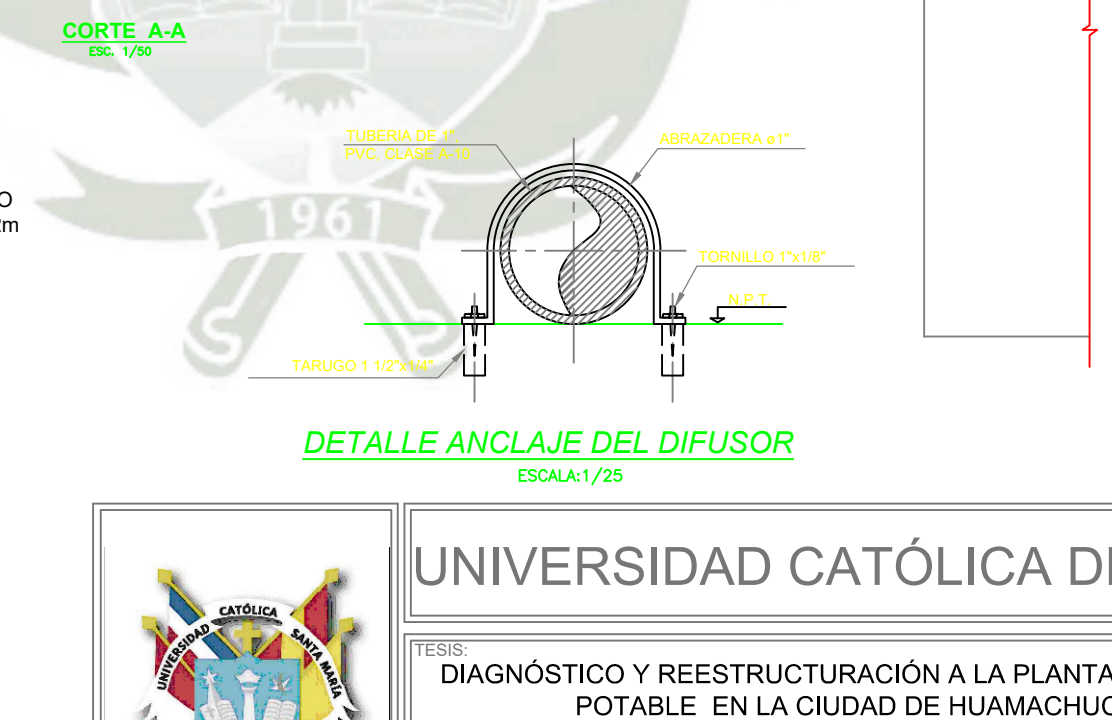 CORTE A-A
ESC. 1/50
TUBERIA DE 1",
PVC. CLASE A-10
ABRAZADERA ø1"
O
m
1961
TORNILLO 1"x1/8"
N.P.T.
TARUGO 1 1/2"x1/4"
DETALLE ANCLAJE DEL DIFUSOR
ESCALA:1/25
UNIVERSIDAD CATÓLICA DE
UNIVERSIDAD CATÓLICA SANTA MARÍA
TESIS:
DIAGNÓSTICO Y REESTRUCTURACIÓN A LA PLANTA
POTABLE EN LA CIUDAD DE HUAMACHUC